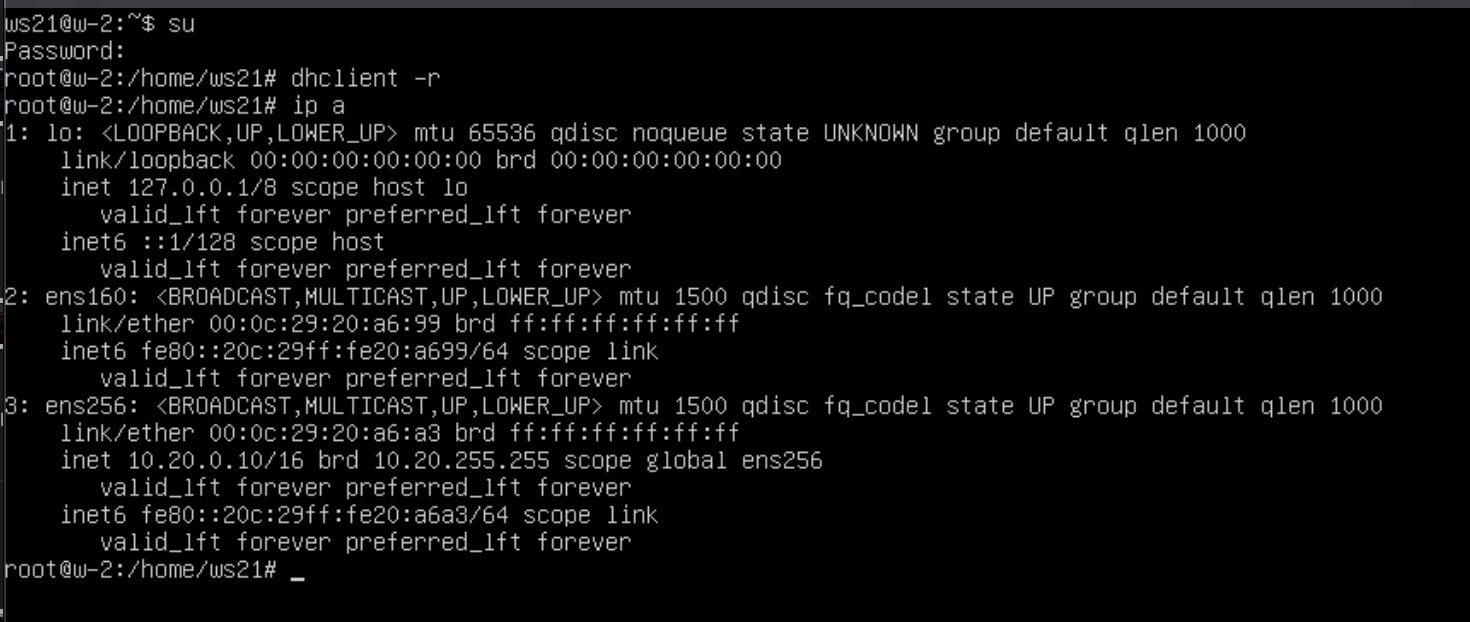 ws21@w-2:~$ su
Password:
root@w-2:/home/ws21# dhclient -r
root@w-2:/home/ws21# ip a
1: lo: <LOOPBACK,UP,LOWER_UP> mtu 65536 qdisc noqueue state UNKNOWN group default qlen 1000
    link/loopback 00:00:00:00:00:00 brd 00:00:00:00:00:00
    inet 127.0.0.1/8 scope host lo
       valid_lft forever preferred_lft forever
    inet6 ::1/128 scope host
       valid_lft forever preferred_lft forever
2: ens160: <BROADCAST,MULTICAST,UP,LOWER_UP> mtu 1500 qdisc fq_codel state UP group default qlen 1000
    link/ether 00:0c:29:20:a6:99 brd ff:ff:ff:ff:ff:ff
    inet6 fe80::20c:29ff:fe20:a699/64 scope link
       valid_lft forever preferred_lft forever
3: ens256: <BROADCAST,MULTICAST,UP,LOWER_UP> mtu 1500 qdisc fq_codel state UP group default qlen 1000
    link/ether 00:0c:29:20:a6:a3 brd ff:ff:ff:ff:ff:ff
    inet 10.20.0.10/16 brd 10.20.255.255 scope global ens256
       valid_lft forever preferred_lft forever
    inet6 fe80::20c:29ff:fe20:a6a3/64 scope link
       valid_lft forever preferred_lft forever
root@w-2:/home/ws21# _